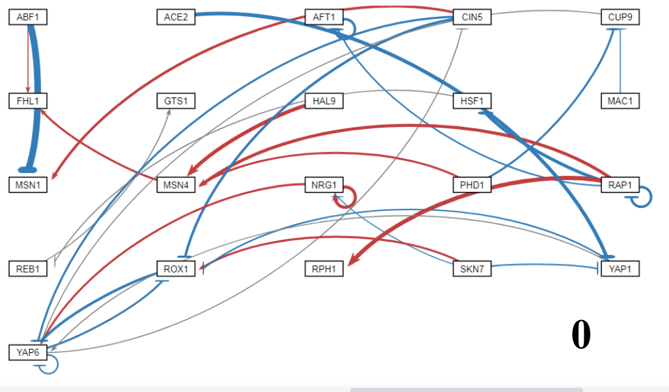 ABF1 ACE2 AFT1 CIN5 CUP9
FHL1 GTS1 HAL9 HSF1 MAC1
MSN1 MSN4 NRG1 PHD1 RAP1
REB1 ROX1 RPH1 SKN7 YAP1
0
YAP6